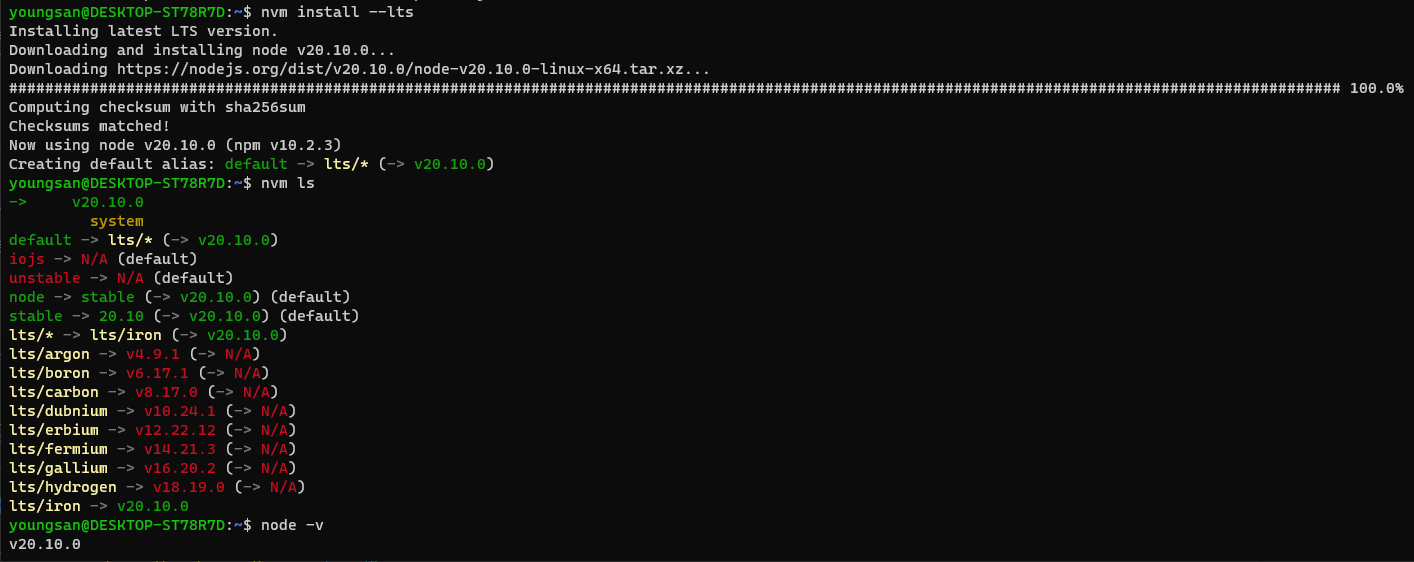 youngsan@DESKTOP-ST78R7D:~$ nvm install --lts
Installing latest LTS version.
Downloading and installing node v20.10.0...
Downloading https://nodejs.org/dist/v20.10.0/node-v20.10.0-linux-x64.tar.xz...
#################################################################################################################################################### 100.0%
Computing checksum with sha256sum
Checksums matched!
Now using node v20.10.0 (npm v10.2.3)
Creating default alias: default -> lts/* (-> v20.10.0)
youngsan@DESKTOP-ST78R7D:~$ nvm ls
->     v20.10.0
         system
default -> lts/* (-> v20.10.0)
iojs -> N/A (default)
unstable -> N/A (default)
node -> stable (-> v20.10.0) (default)
stable -> 20.10 (-> v20.10.0) (default)
lts/* -> lts/iron (-> v20.10.0)
lts/argon -> v4.9.1 (-> N/A)
lts/boron -> v6.17.1 (-> N/A)
lts/carbon -> v8.17.0 (-> N/A)
lts/dubnium -> v10.24.1 (-> N/A)
lts/erbium -> v12.22.12 (-> N/A)
lts/fermium -> v14.21.3 (-> N/A)
lts/gallium -> v16.20.2 (-> N/A)
lts/hydrogen -> v18.19.0 (-> N/A)
lts/iron -> v20.10.0
youngsan@DESKTOP-ST78R7D:~$ node -v
v20.10.0